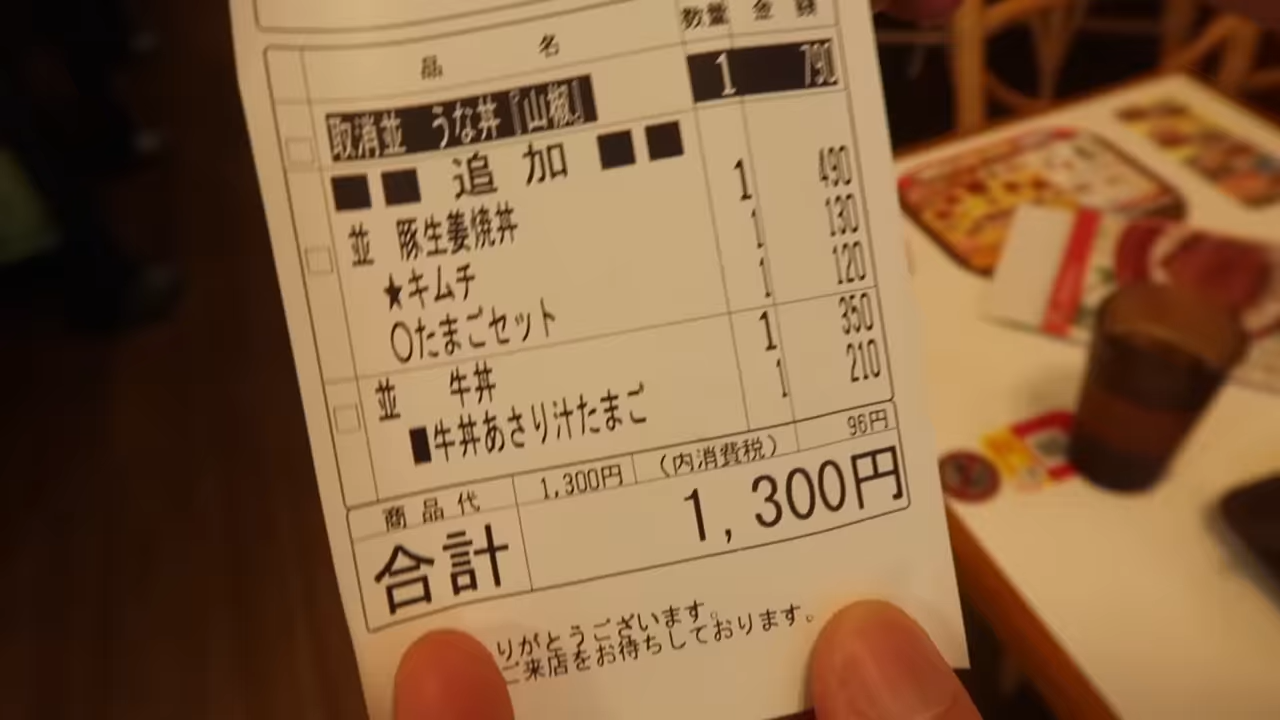 品名 数量 金額
取消並 うな丼『山椒』 1 790
■■ 追加 ■■
並 豚生姜焼丼 1 490
★キムチ 1 130
○たまごセット 1 120
並 牛丼 1 350
■牛丼あさり汁たまご 1 210
商品代 1,300円 (内消費税) 96円
合計 1,300円
りがとうございます。
ご来店をお待ちしております。